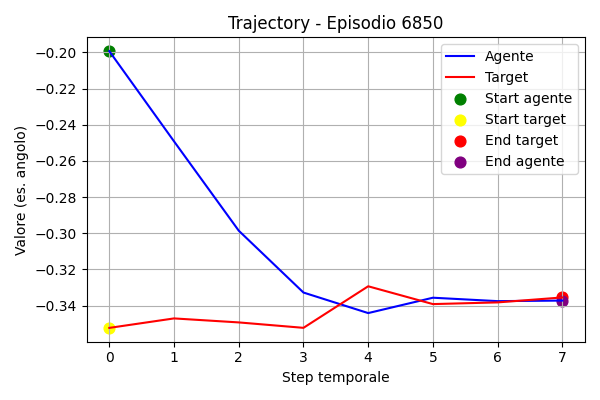 Trajectory - Episodio 6850
Valore (es. angolo)
−0.20
−0.22
−0.24
−0.26
−0.28
−0.30
−0.32
−0.34
Agente
Target
Start agente
Start target
End target
End agente
0 1 2 3 4 5 6 7
Step temporale